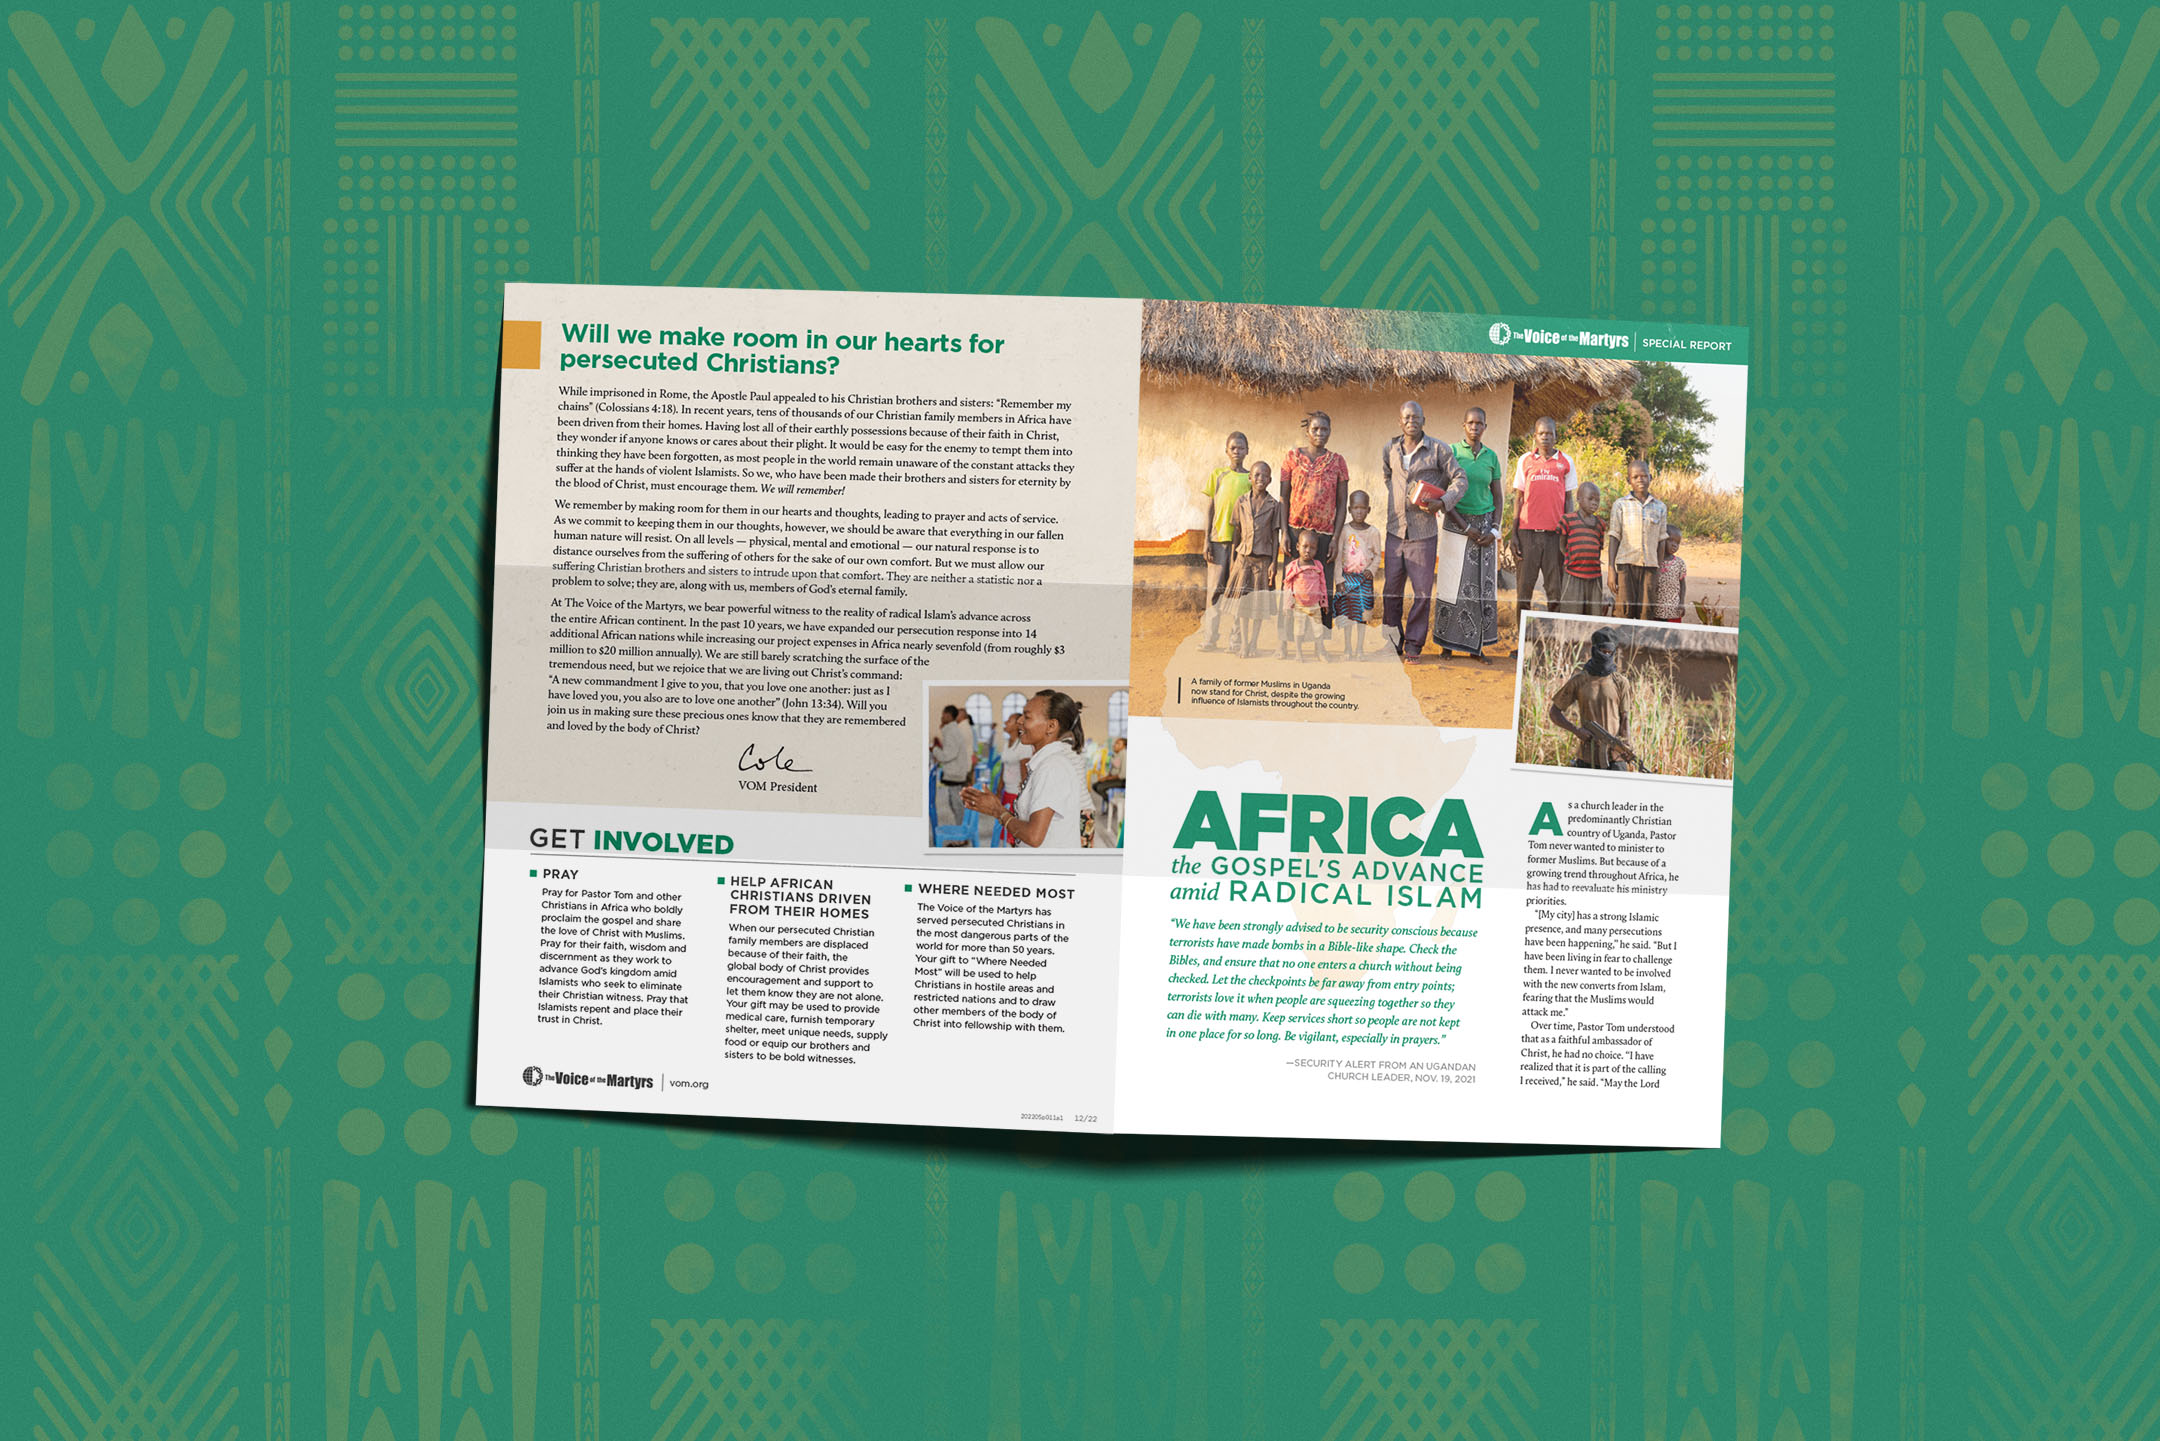 Will we make room in our hearts for
persecuted Christians?
While imprisoned in Rome, the Apostle Paul appealed to his Christian brothers and sisters: “Remember my
chains” (Colossians 4:18). In recent years, tens of thousands of our Christian family members in Africa have
been driven from their homes. Having lost all of their earthly possessions because of their faith in Christ,
they wonder if anyone knows or cares about their plight. It would be easy for the enemy to tempt them into
thinking they have been forgotten, as most people in the world remain unaware of the constant attacks they
suffer at the hands of violent Islamists. So we, who have been made their brothers and sisters for eternity by
the blood of Christ, must encourage them. We will remember!
We remember by making room for them in our hearts and thoughts, leading to prayer and acts of service.
As we commit to keeping them in our thoughts, however, we should be aware that everything in our fallen
human nature will resist. On all levels — physical, mental and emotional — our natural response is to
distance ourselves from the suffering of others for the sake of our own comfort. But we must allow our
suffering Christian brothers and sisters to intrude upon that comfort. They are neither a statistic nor a
problem to solve; they are, along with us, members of God’s eternal family.
At The Voice of the Martyrs, we bear powerful witness to the reality of radical Islam’s advance across
the entire African continent. In the past 10 years, we have expanded our persecution response into 14
additional African nations while increasing our project expenses in Africa nearly sevenfold (from roughly $3
million to $20 million annually). We are still barely scratching the surface of the
tremendous need, but we rejoice that we are living out Christ’s command:
“A new commandment I give to you, that you love one another: just as I
have loved you, you also are to love one another” (John 13:34). Will you
join us in making sure these precious ones know that they are remembered
and loved by the body of Christ?
Cole
VOM President
GET INVOLVED
PRAY
Pray for Pastor Tom and other
Christians in Africa who boldly
proclaim the gospel and share
the love of Christ with Muslims.
Pray for their faith, wisdom and
discernment as they work to
advance God’s kingdom amid
Islamists who seek to eliminate
their Christian witness. Pray that
Islamists repent and place their
trust in Christ.
HELP AFRICAN
CHRISTIANS DRIVEN
FROM THEIR HOMES
When our persecuted Christian
family members are displaced
because of their faith, the
global body of Christ provides
encouragement and support to
let them know they are not alone.
Your gift may be used to provide
medical care, furnish temporary
shelter, meet unique needs, supply
food or equip our brothers and
sisters to be bold witnesses.
WHERE NEEDED MOST
The Voice of the Martyrs has
served persecuted Christians in
the most dangerous parts of the
world for more than 50 years.
Your gift to “Where Needed
Most” will be used to help
Christians in hostile areas and
restricted nations and to draw
other members of the body of
Christ into fellowship with them.
The Voice of the Martyrs | vom.org
202205p011a1 12/22
The Voice of the Martyrs | SPECIAL REPORT
Fly
Emirates
A family of former Muslims in Uganda
now stand for Christ, despite the growing
influence of Islamists throughout the country.
AFRICA
the GOSPEL’S ADVANCE
amid RADICAL ISLAM
“We have been strongly advised to be security conscious because
terrorists have made bombs in a Bible-like shape. Check the
Bibles, and ensure that no one enters a church without being
checked. Let the checkpoints be far away from entry points;
terrorists love it when people are squeezing together so they
can die with many. Keep services short so people are not kept
in one place for so long. Be vigilant, especially in prayers.”
—SECURITY ALERT FROM AN UGANDAN
CHURCH LEADER, NOV. 19, 2021
As a church leader in the
predominantly Christian
country of Uganda, Pastor
Tom never wanted to minister to
former Muslims. But because of a
growing trend throughout Africa, he
has had to reevaluate his ministry
priorities.
“[My city] has a strong Islamic
presence, and many persecutions
have been happening,” he said. “But I
have been living in fear to challenge
them. I never wanted to be involved
with the new converts from Islam,
fearing that the Muslims would
attack me.”
Over time, Pastor Tom understood
that as a faithful ambassador of
Christ, he had no choice. “I have
realized that it is part of the calling
I received,” he said. “May the Lord